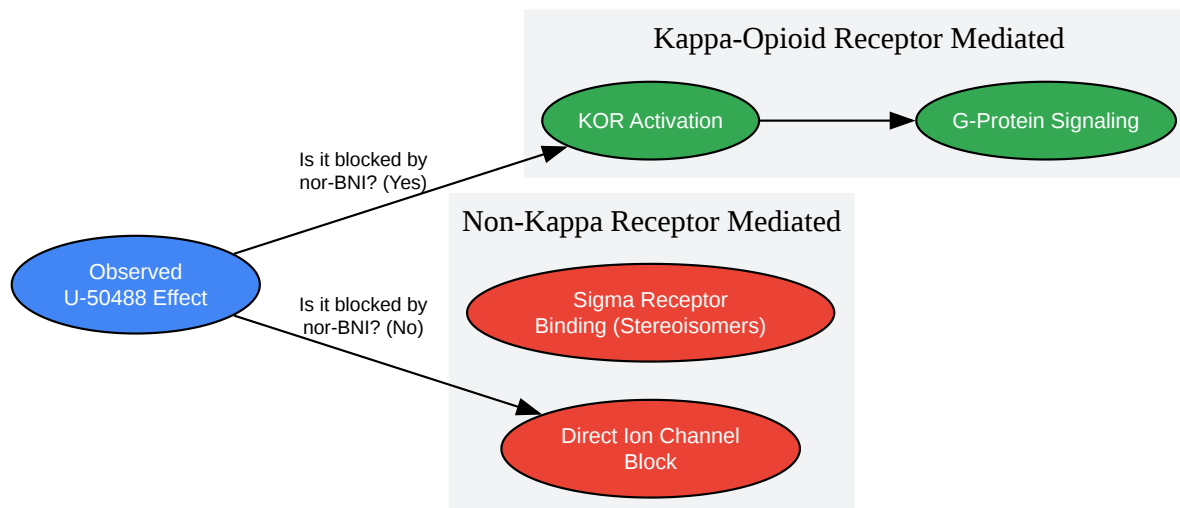 Kappa-Opioid Receptor Mediated
KOR Activation
G-Protein Signaling
Is it blocked by
nor-BNI? (Yes)
Non-Kappa Receptor Mediated
Observed
U-50488 Effect
Sigma Receptor
Binding (Stereoisomers)
Is it blocked by
nor-BNI? (No)
Direct Ion Channel
Block